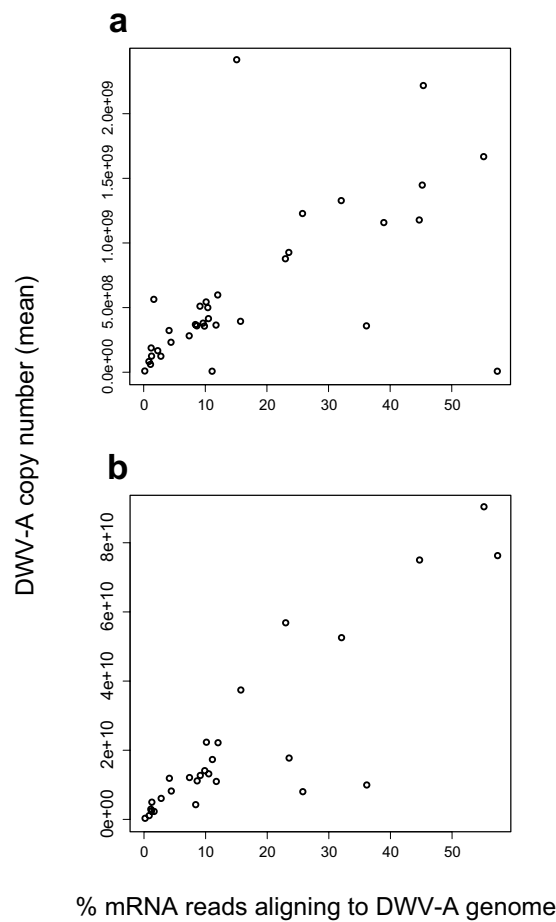 a
DWV-A copy number (mean)
2.0e+09
1.5e+09
1.0e+09
5.0e+08
0.0e+00
0 10 20 30 40 50
b
8e+10
6e+10
4e+10
2e+10
0e+00
0 10 20 30 40 50
% mRNA reads aligning to DWV-A genome